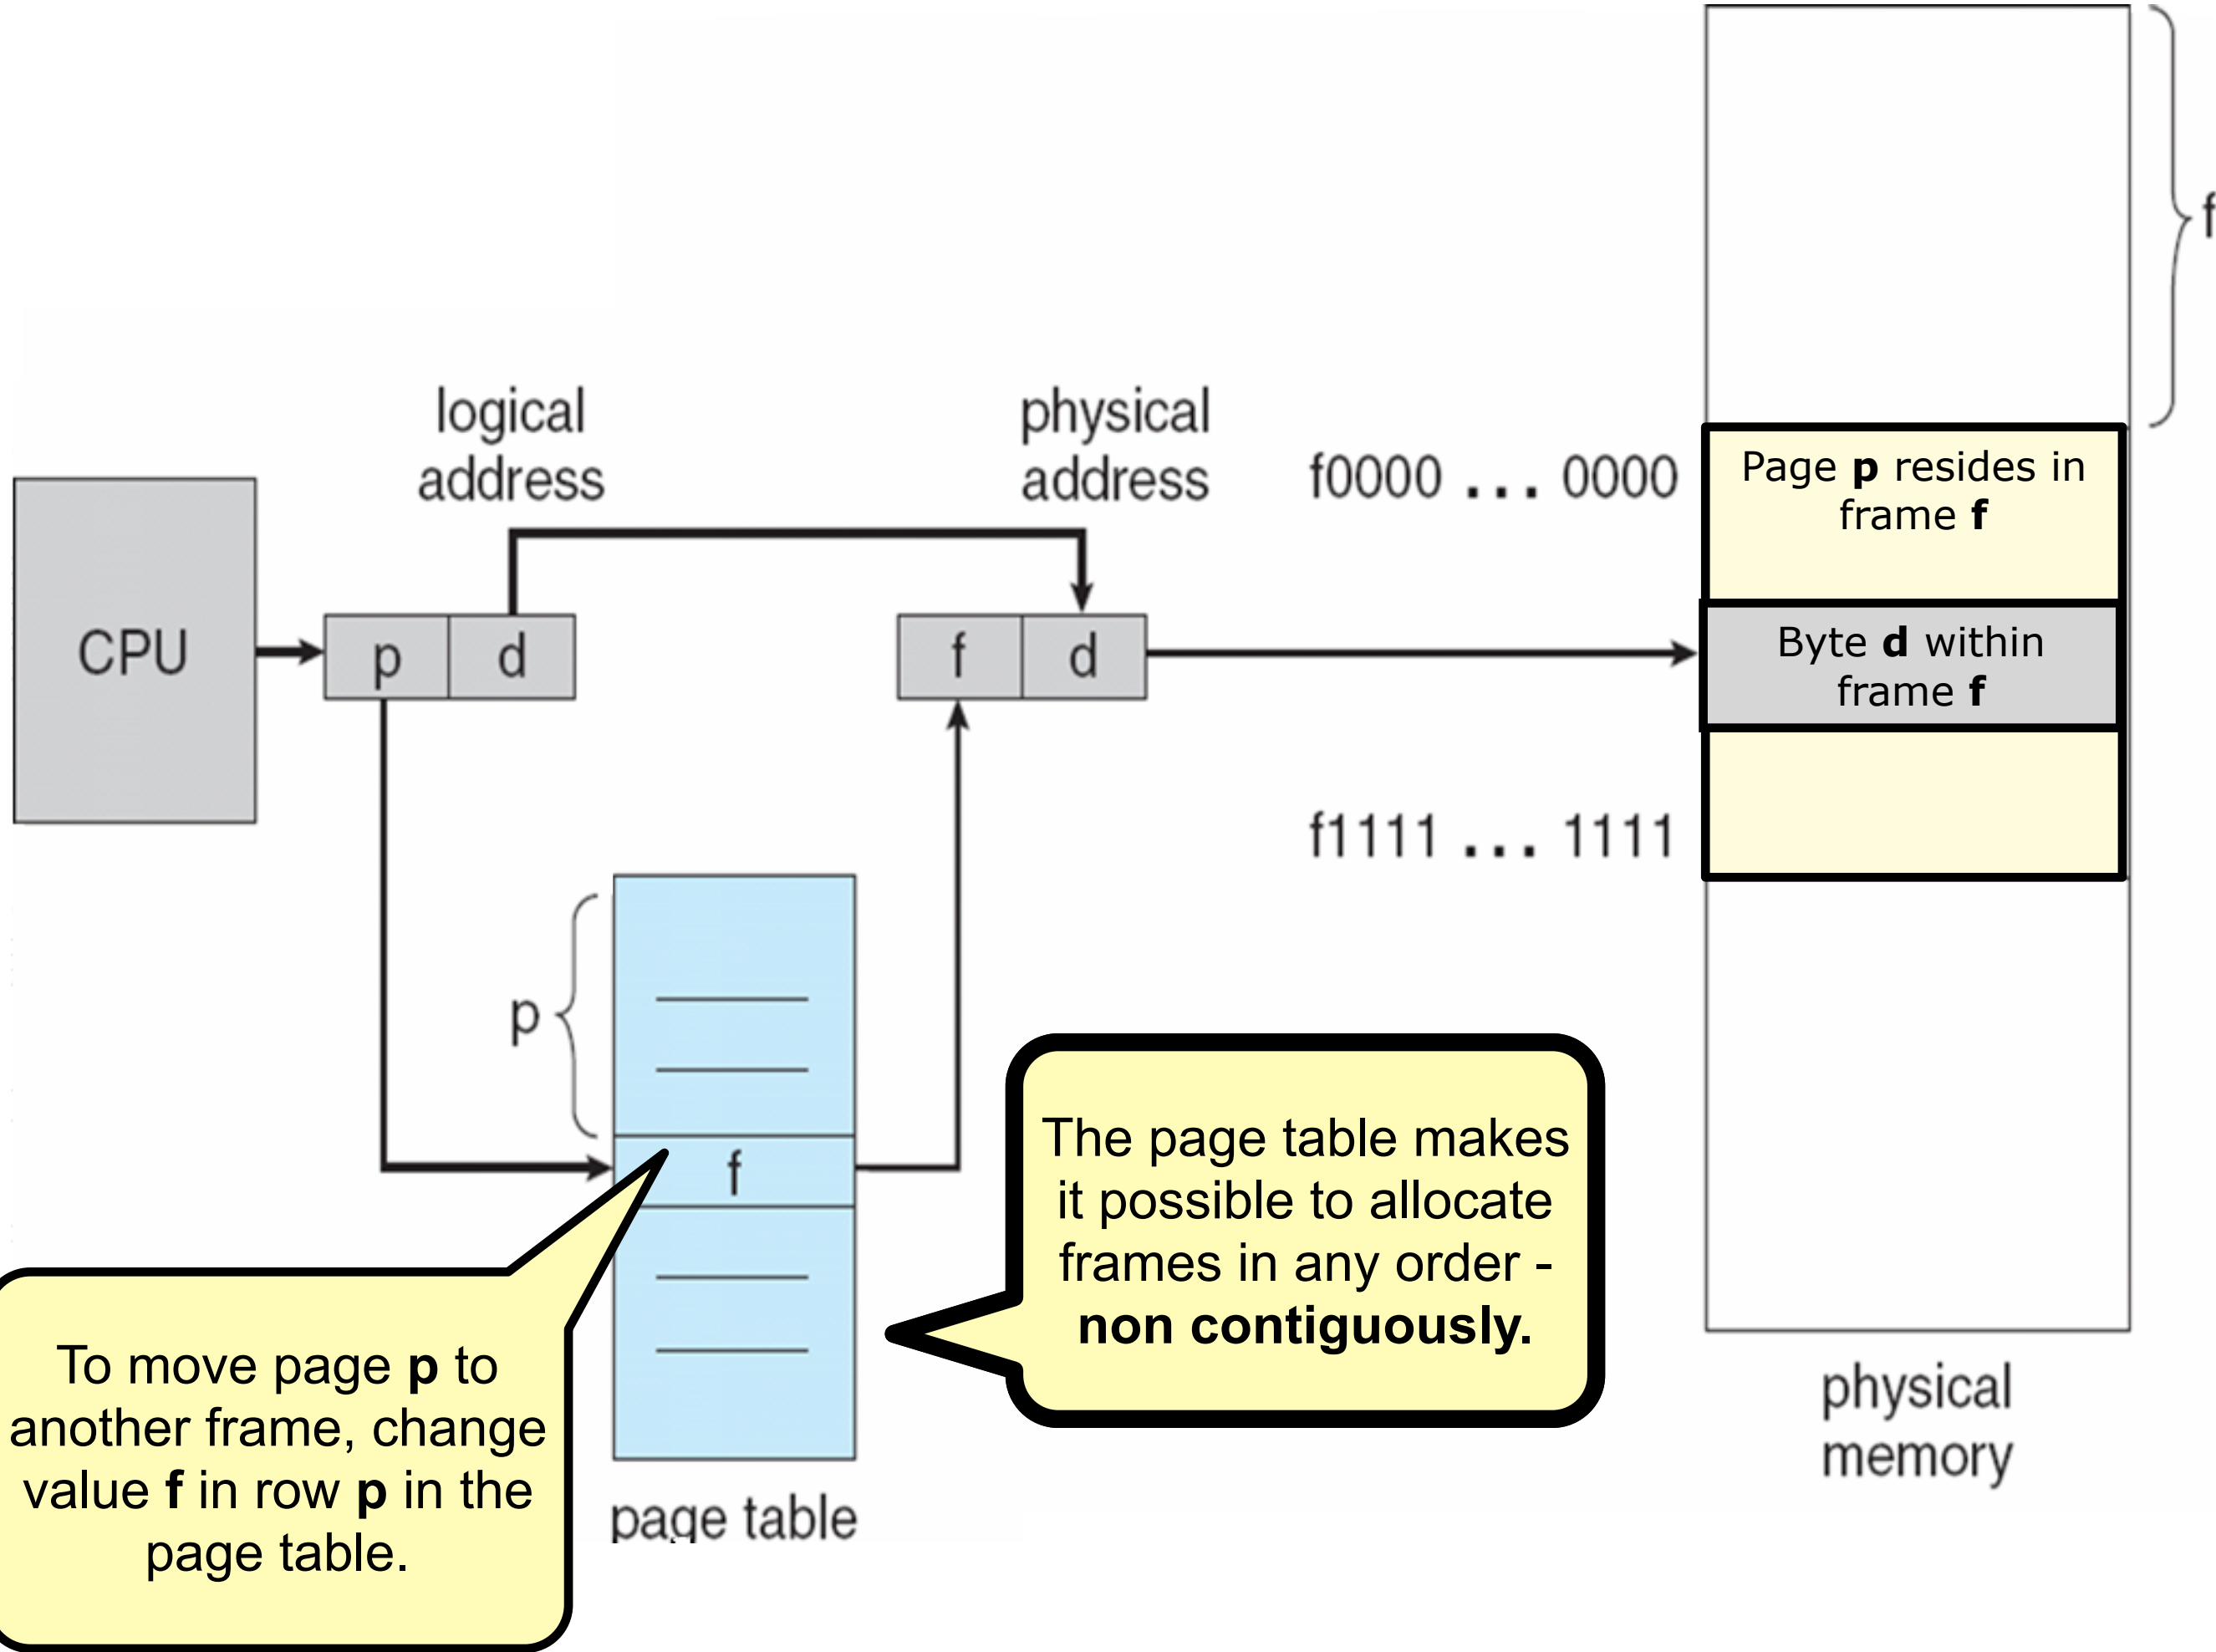 f
logical
address
physical
address
f0000 ... 0000
Page p resides in
frame f
CPU
p d
f d
Byte d within
frame f
f1111 ... 1111
p
f
The page table makes
it possible to allocate
frames in any order -
non contiguously.
To move page p to
another frame, change
value f in row p in the
page table.
page table
physical
memory